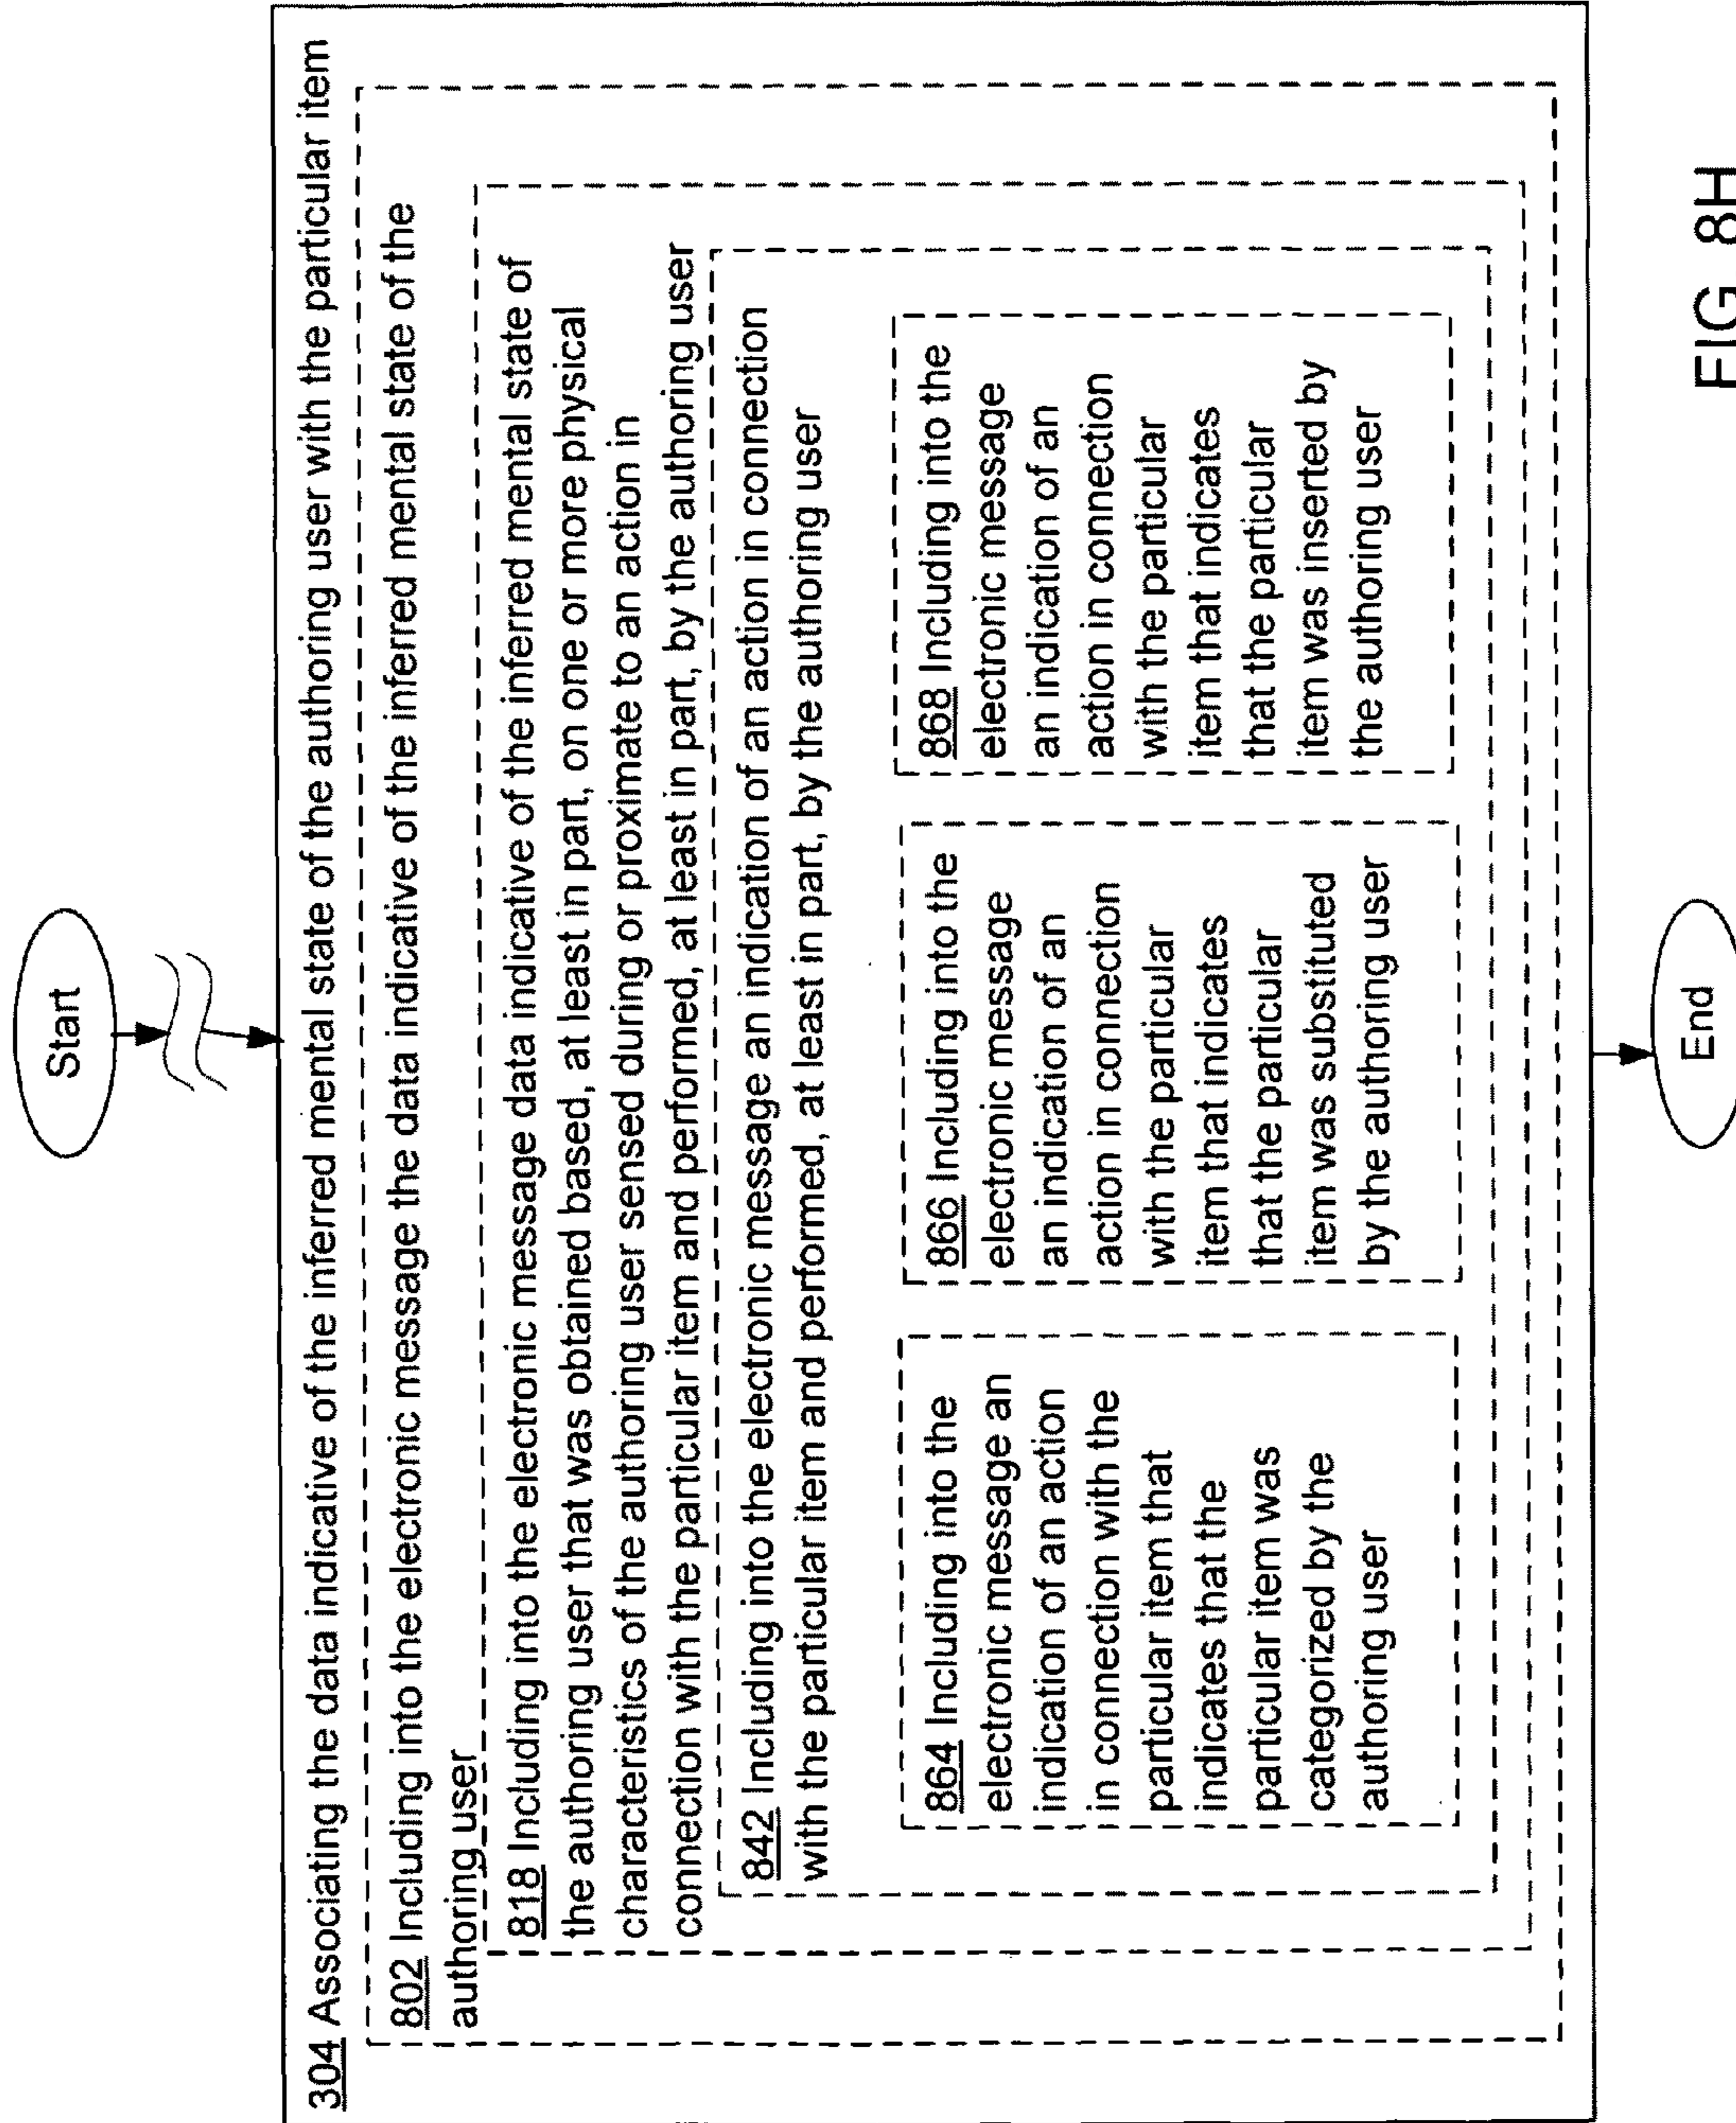 Start
304 Associating the data indicative of the inferred mental state of the authoring user with the particular item
802 Including into the electronic message the data indicative of the inferred mental state of the
authoring user
818 Including into the electronic message data indicative of the inferred mental state of
the authoring user that was obtained based, at least in part, on one or more physical
characteristics of the authoring user sensed during or proximate to an action in
connection with the particular item and performed, at least in part, by the authoring user
842 Including into the electronic message an indication of an action in connection
with the particular item and performed, at least in part, by the authoring user
864 Including into the
electronic message an
indication of an action
in connection with the
particular item that
indicates that the
particular item was
categorized by the
authoring user
866 Including into the
electronic message
an indication of an
action in connection
with the particular
item that indicates
that the particular
item was substituted
by the authoring user
868 Including into the
electronic message
an indication of an
action in connection
with the particular
item that indicates
that the particular
item was inserted by
the authoring user
End
FIG. 8H